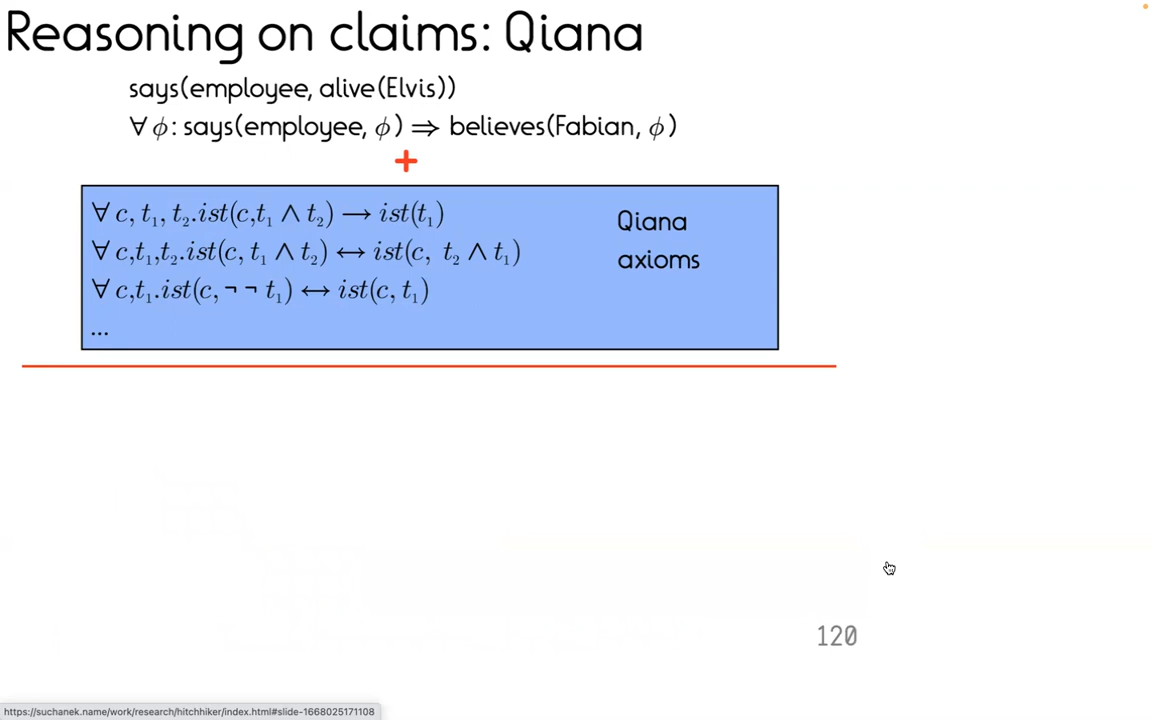 Reasoning on claims: Qiana
says(employee, alive(Elvis))
∀ ϕ: says(employee, ϕ) ⇒ believes(Fabian, ϕ)
+
∀ c, t₁, t₂.ist(c,t₁ ∧ t₂) → ist(t₁)
∀ c,t₁,t₂.ist(c, t₁ ∧ t₂) ↔ ist(c, t₂ ∧ t₁)
∀ c,t₁.ist(c, ¬ ¬ t₁) ↔ ist(c, t₁)
...
Qiana
axioms
120
https://suchanek.name/work/research/hitchhiker/index.html#slide-1668025171108